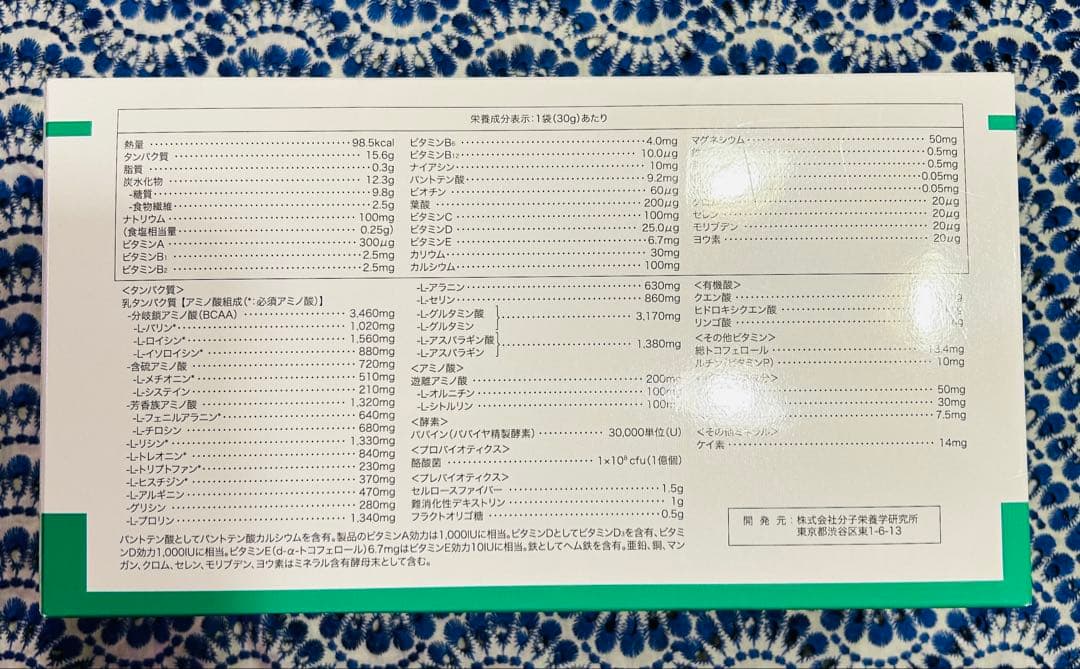 栄養成分表示:1袋(30g)あたり
熱量 98.5kcal
タンパク質 15.6g
脂質 0.3g
炭水化物 12.3g
-糖質 9.8g
-食物繊維 2.5g
ナトリウム 100mg
(食塩相当量 0.25g)
ビタミンA 300μg
ビタミンB₁ 2.5mg
ビタミンB₂ 2.5mg
ビタミンB₆ 4.0mg
ビタミンB₁₂ 10.0μg
ナイアシン 10mg
パントテン酸 9.2mg
ビオチン 60μg
葉酸 200μg
ビタミンC 100mg
ビタミンD 25.0μg
ビタミンE 6.7mg
カリウム 30mg
カルシウム 100mg
マグネシウム 50mg
0.5mg
0.5mg
0.05mg
0.05mg
20μg
セレン 20μg
モリブデン 20μg
ヨウ素 20μg
<タンパク質>
乳タンパク質【アミノ酸組成(*:必須アミノ酸)】
-分岐鎖アミノ酸(BCAA) 3,460mg
-L-バリン* 1,020mg
-L-ロイシン* 1,560mg
-L-イソロイシン* 880mg
-含硫アミノ酸 720mg
-L-メチオニン* 510mg
-L-システイン 210mg
-芳香族アミノ酸 1,320mg
-L-フェニルアラニン* 640mg
-L-チロシン 680mg
-L-リシン* 1,330mg
-L-トレオニン* 840mg
-L-トリプトファン* 230mg
-L-ヒスチジン* 370mg
-L-アルギニン 470mg
-グリシン 280mg
-L-プロリン 1,340mg
-L-アラニン 630mg
-L-セリン 860mg
-L-グルタミン酸
-L-グルタミン 3,170mg
-L-アスパラギン酸
-L-アスパラギン 1,380mg
<アミノ酸>
遊離アミノ酸 200mg
-L-オルニチン 100mg
-L-シトルリン 100mg
<酵素>
パパイン(パパイヤ精製酵素) 30,000単位(U)
<プロバイオティクス>
酪酸菌 1×10⁸cfu(1億個)
<プレバイオティクス>
セルロースファイバー 1.5g
難消化性デキストリン 1g
フラクトオリゴ糖 0.5g
<有機酸>
クエン酸
ヒドロキシクエン酸
リンゴ酸
<その他ビタミン>
総トコフェロール
ルチン(ビタミンP) 10mg
50mg
30mg
7.5mg
<その他ミネラル>
ケイ素 14mg
開発元:株式会社分子栄養学研究所
東京都渋谷区東1-6-13
パントテン酸としてパントテン酸カルシウムを含有。製品のビタミンA効力は1,000IUに相当。ビタミンDとしてビタミンD₃を含有、ビタミ
ンD効力1,000IUに相当。ビタミンE(d-α-トコフェロール)6.7mgはビタミンE効力10IUに相当。鉄としてヘム鉄を含有。亜鉛、銅、マン
ガン、クロム、セレン、モリブデン、ヨウ素はミネラル含有酵母末として含む。